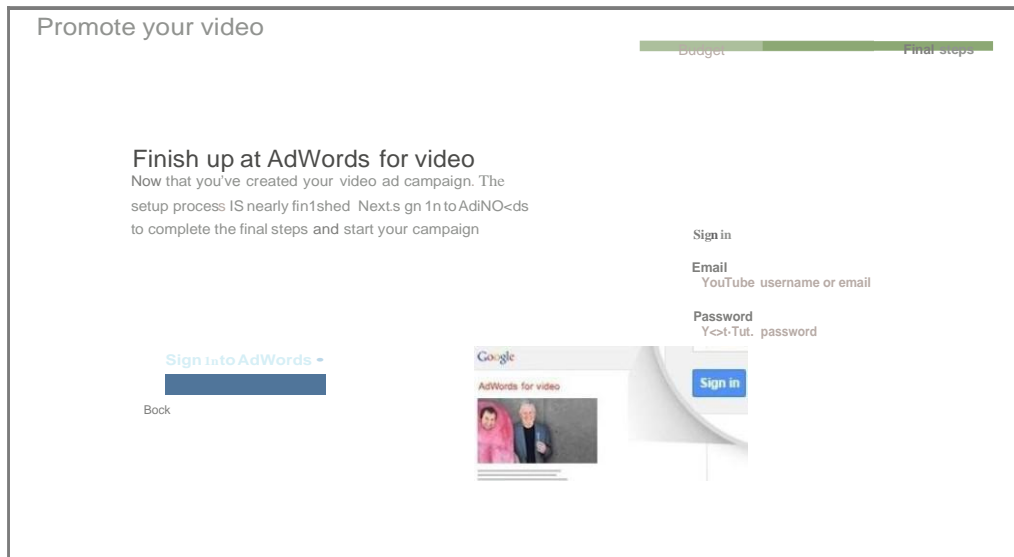 Promote your video
Budget
Final steps
Finish up at AdWords for video
Now that you've created your video ad campaign. The
setup process IS nearly fin1shed Next.s gn 1n to AdiNO<ds
to complete the final steps and start your campaign
Sign in
Email
YouTube username or email
Password
Y<>t·Tut. password
Sign Into AdWords
Bock
Google
AdWords for video
Sign in